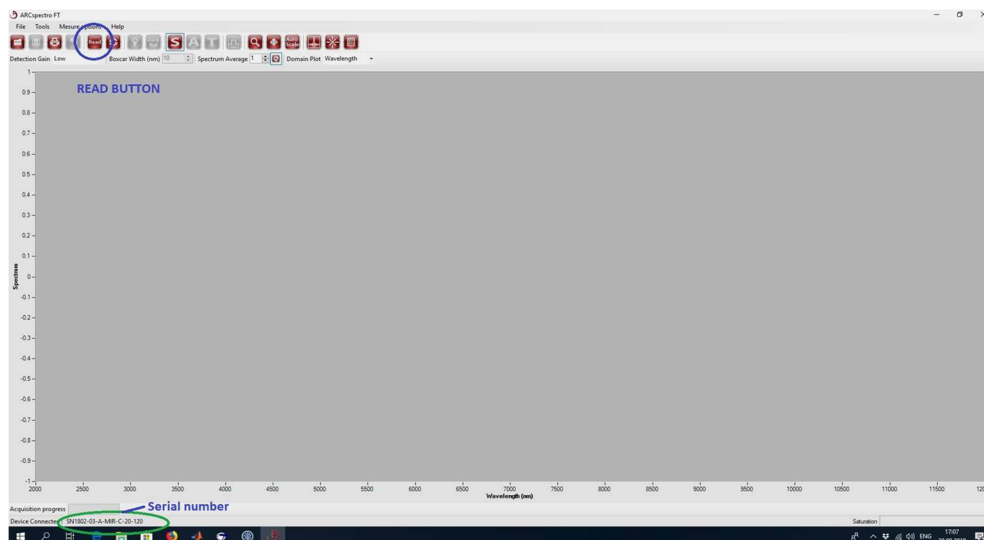 ARCspectro FT
File Tools Mesure options Help
Read S A T Auto Scale
Detection Gain Low Boxcar Width (nm) 10 Spectrum Average 1 Domain Plot Wavelength
READ BUTTON
1
0.9
0.8
0.7
0.6
0.5
0.4
0.3
0.2
0.1
0
-0.1
-0.2
-0.3
-0.4
-0.5
-0.6
-0.7
-0.8
-0.9
-1
Spectrum
2000 2500 3000 3500 4000 4500 5000 5500 6000 6500 7000 7500 8000 8500 9000 9500 10000 10500 11000 11500
Wavelength (nm)
Acquisition progress
Serial number
Device Connected SN1802-03-A-MIR-C-20-120
Saturation
ENG 17:07